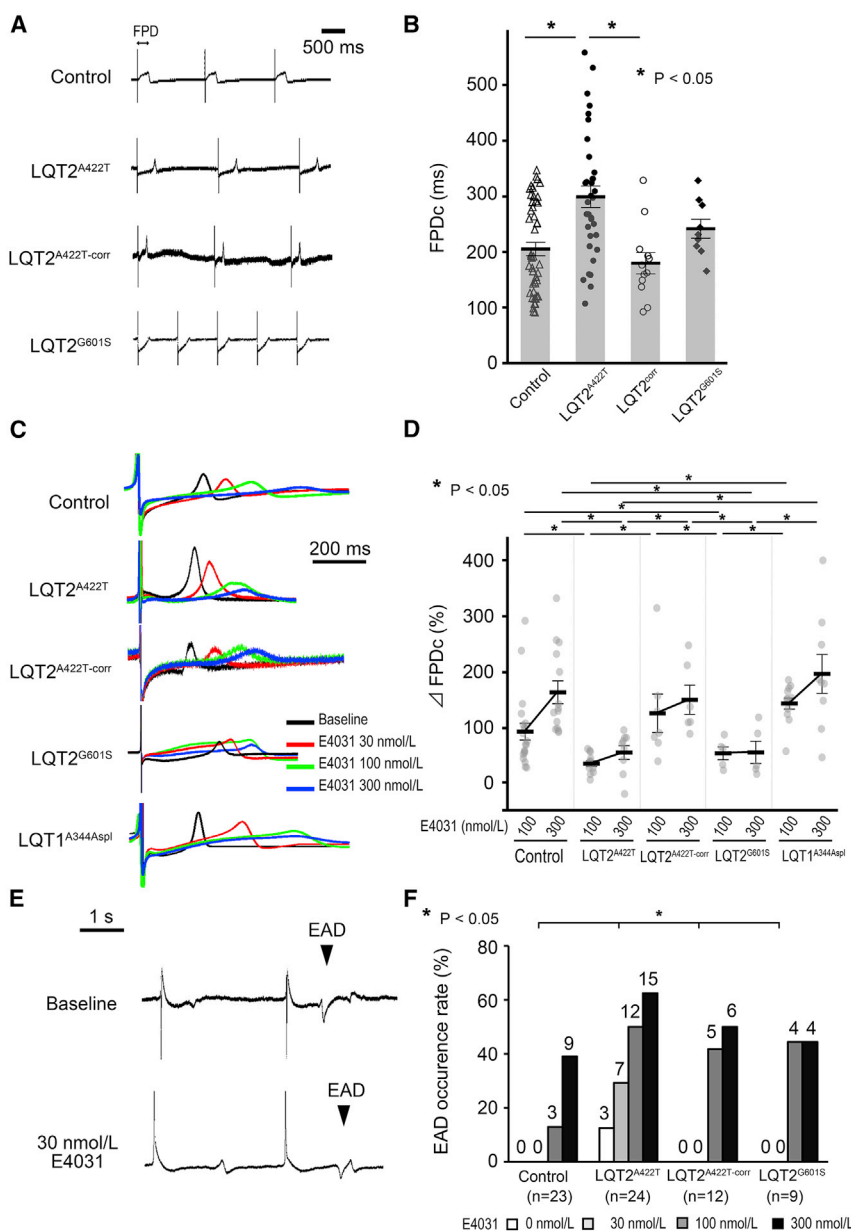 A
FPD
500 ms
Control
LQT2A422T
LQT2A422T-corr
LQT2G601S
B
*
*
* P < 0.05
FPDc (ms)
500
400
300
200
100
0
Control
LQT2A422T
LQT2corr
LQT2G601S
C
Control
LQT2A422T
200 ms
LQT2A422T-corr
LQT2G601S
Baseline
E4031 30 nmol/L
E4031 100 nmol/L
E4031 300 nmol/L
LQT1A344Aspl
D
* P < 0.05
*
*
*
*
* * * *
* * * *
⊿ FPDc (%)
400
300
200
100
0
E4031 (nmol/L) 100 300 100 300 100 300 100 300 100 300
Control LQT2A422T LQT2A422T-corr LQT2G601S LQT1A344Aspl
E
1 s
EAD
Baseline
EAD
30 nmol/L
E4031
F
* P < 0.05
*
EAD occurence rate (%)
80
60
40
20
0
0 0 3 9
3 7 12 15
0 0 5 6
0 0 4 4
Control LQT2A422T LQT2A422T-corr LQT2G601S
(n=23) (n=24) (n=12) (n=9)
E4031 0 nmol/L 30 nmol/L 100 nmol/L 300 nmol/L